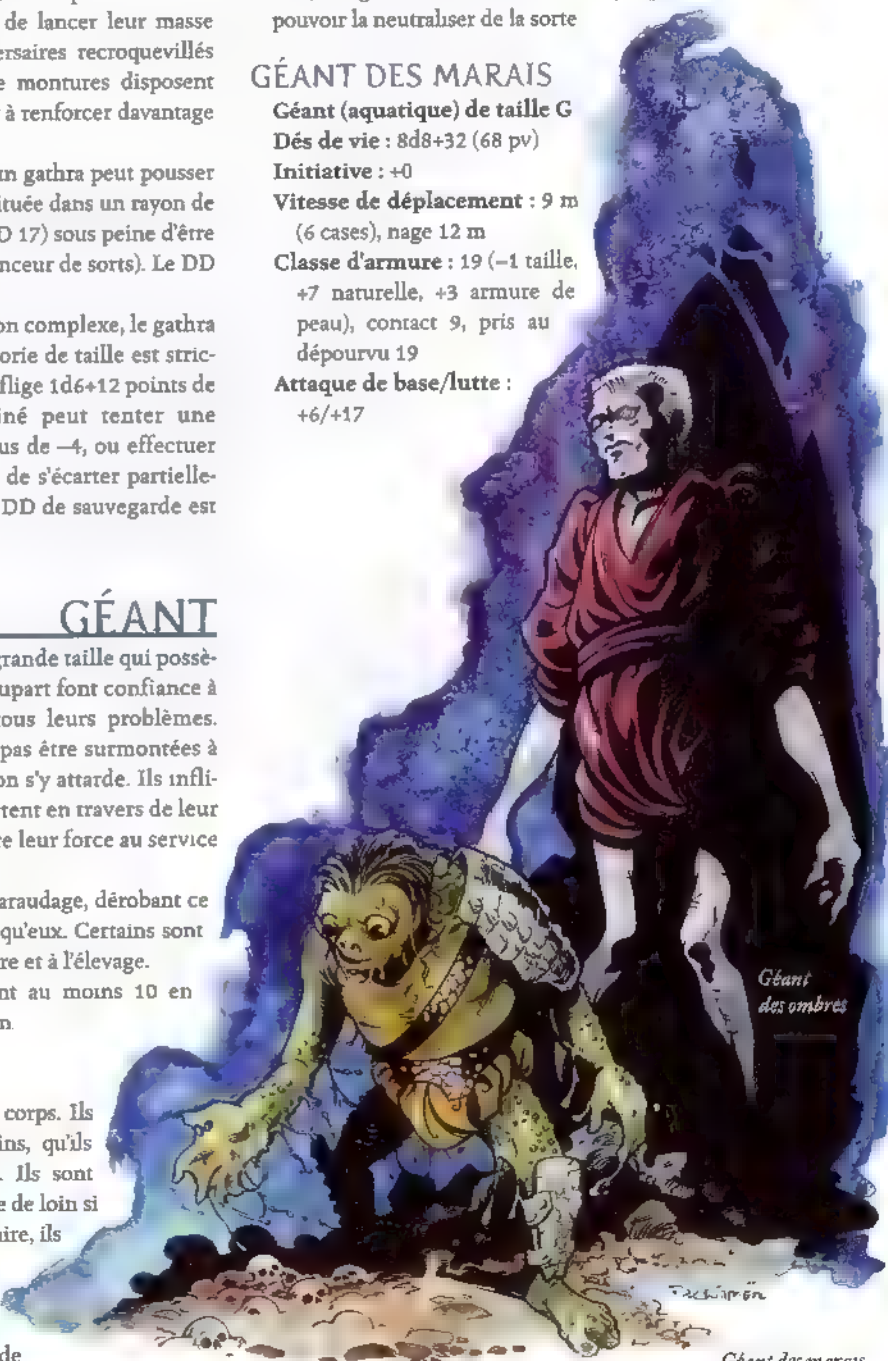 de lancer leur masse
ersaires recroquevillés
e montures disposent
à renforcer davantage
un gathra peut pousser
ituée dans un rayon de
D 17) sous peine d'être
nceur de sorts). Le DD
on complexe, le gathra
orie de taille est stric-
flige 1d6+12 points de
iné peut tenter une
us de –4, ou effectuer
de s'écarter partielle-
DD de sauvegarde est
GÉANT
grande taille qui possè-
upart font confiance à
ous leurs problèmes.
pas être surmontées à
on s'y attarde. Ils infli-
rtent en travers de leur
re leur force au service
araudage, dérobant ce
qu'eux. Certains sont
re et à l'élevage.
nt au moins 10 en
n
corps. Ils
ins, qu'ils
. Ils sont
e de loin si
aire, ils
de
pouvoir la neutraliser de la sorte
GÉANT DES MARAIS
Géant (aquatique) de taille G
Dés de vie : 8d8+32 (68 pv)
Initiative : +0
Vitesse de déplacement : 9 m
(6 cases), nage 12 m
Classe d'armure : 19 (–1 taille,
+7 naturelle, +3 armure de
peau), contact 9, pris au
dépourvu 19
Attaque de base/lutte :
+6/+17
Géant
des ombres
Géant des marais